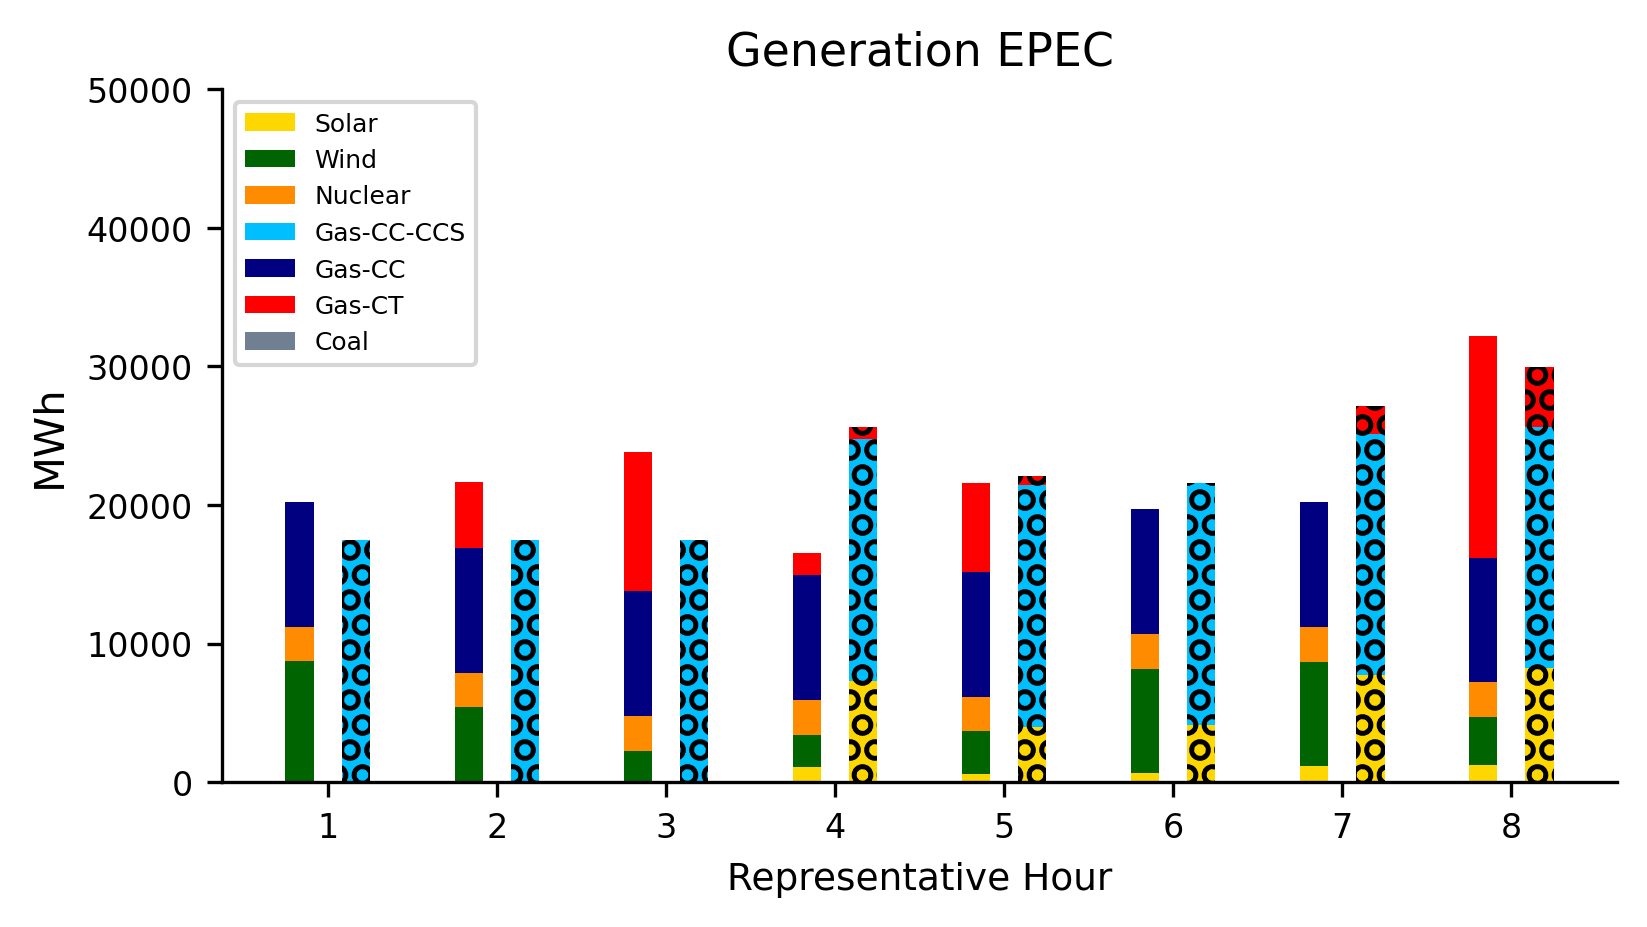 Generation EPEC
50000
40000
30000
20000
10000
0
MWh
Solar
Wind
Nuclear
Gas-CC-CCS
Gas-CC
Gas-CT
Coal
1 2 3 4 5 6 7 8
Representative Hour